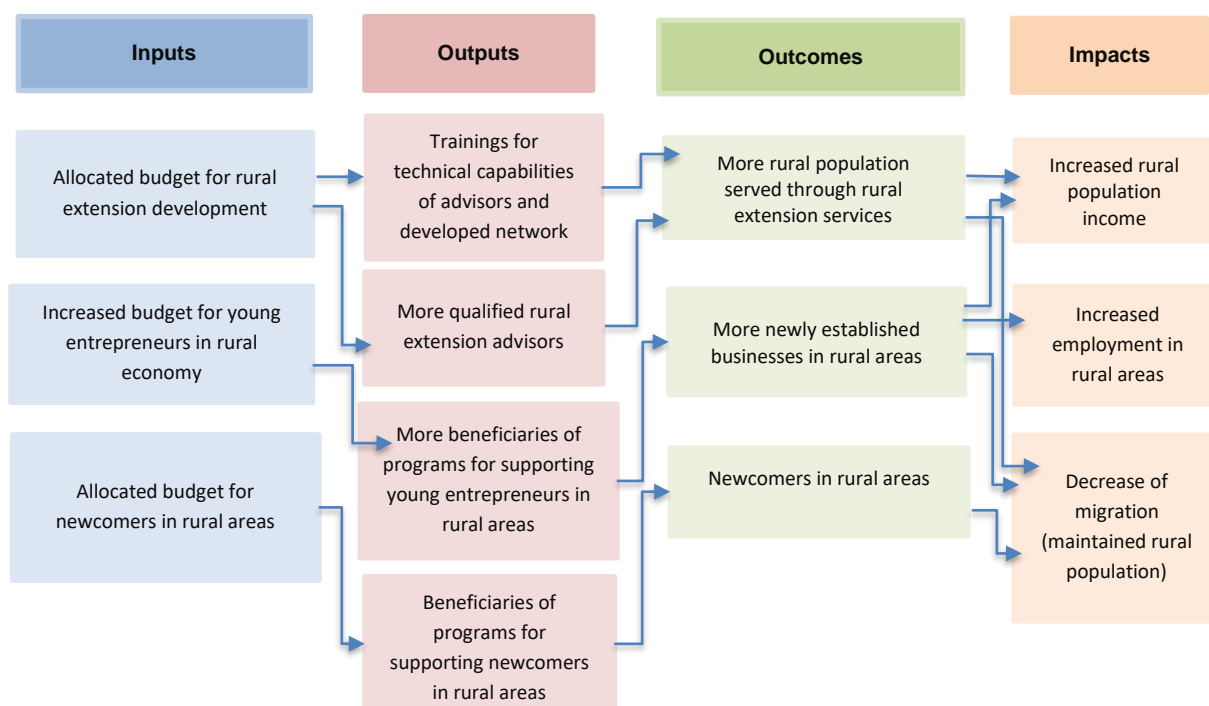 Inputs
Outputs
Outcomes
Impacts
Allocated budget for rural
extension development
Increased budget for young
entrepreneurs in rural
economy
Allocated budget for
newcomers in rural areas
Trainings for
technical capabilities
of advisors and
developed network
More qualified rural
extension advisors
More beneficiaries of
programs for supporting
young entrepreneurs in
rural areas
Beneficiaries of
programs for
supporting newcomers
in rural areas
More rural population
served through rural
extension services
More newly established
businesses in rural areas
Newcomers in rural areas
Increased rural
population
income
Increased
employment in
rural areas
Decrease of
migration
(maintained rural
population)